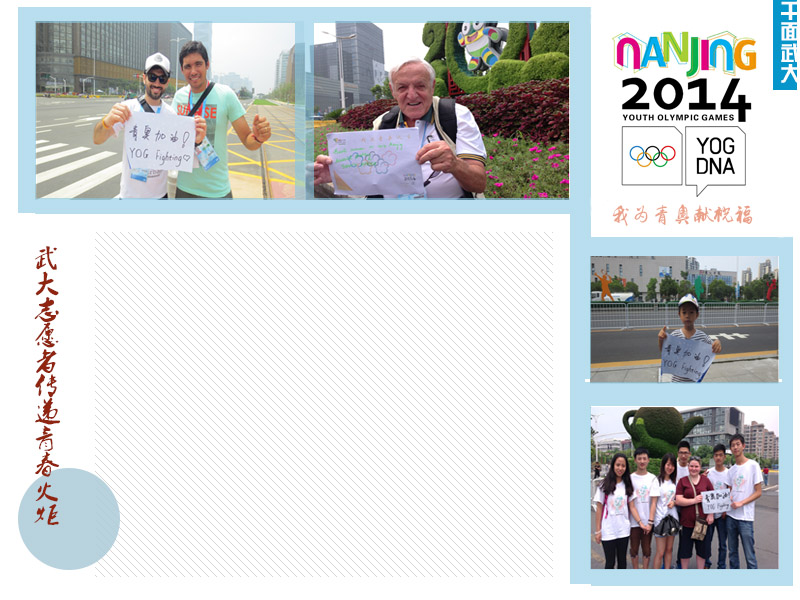 青奥加油!
YOG Fighting♡
NANJING
2014
YOUTH OLYMPIC GAMES
YOG
DNA
我为青奥献祝福
千面武大
武大志愿者传递青春火炬
青奥加油!
YOG Fighting
青奥加油!
YOG Fighting